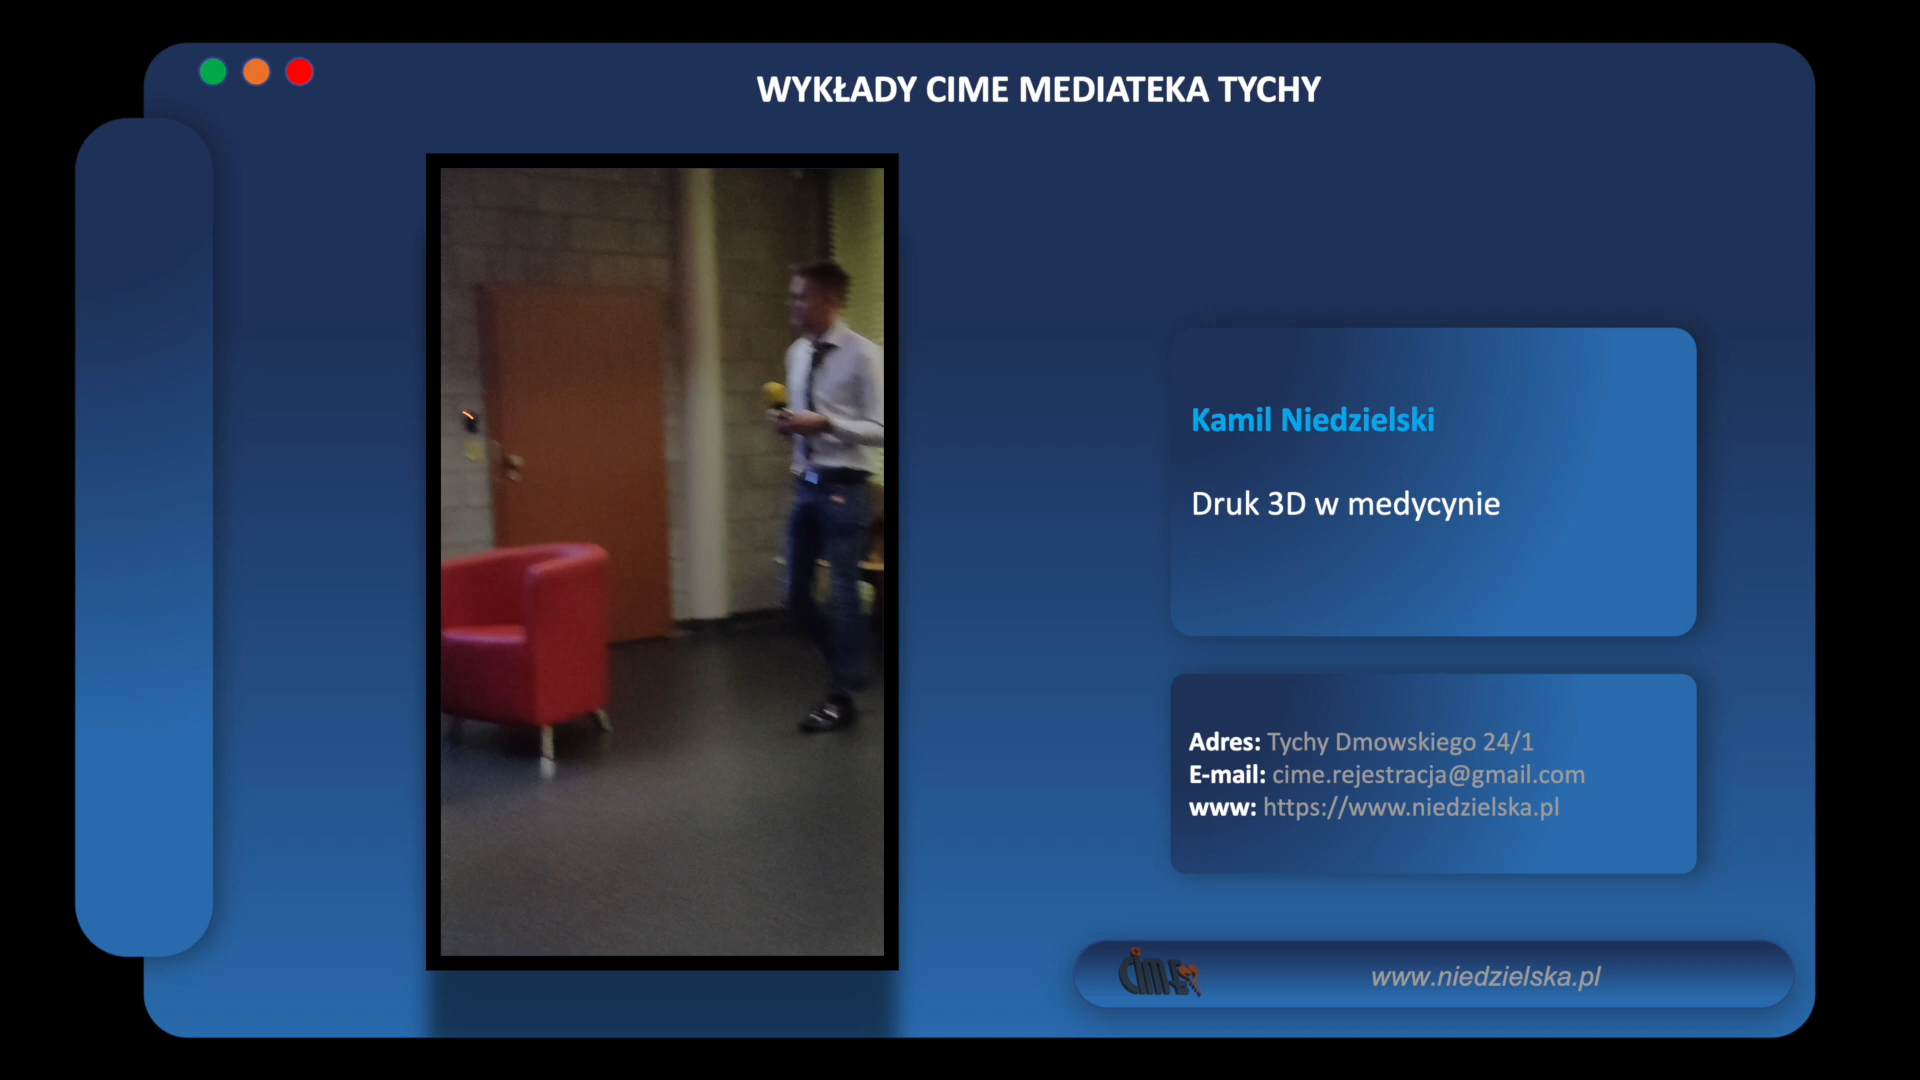 WYKŁADY CIME MEDIATEKA TYCHY
Kamil Niedzielski
Druk 3D w medycynie
Adres: Tychy Dmowskiego 24/1
E-mail: cime.rejestracja@gmail.com
www: https://www.niedzielska.pl
cime
www.niedzielska.pl